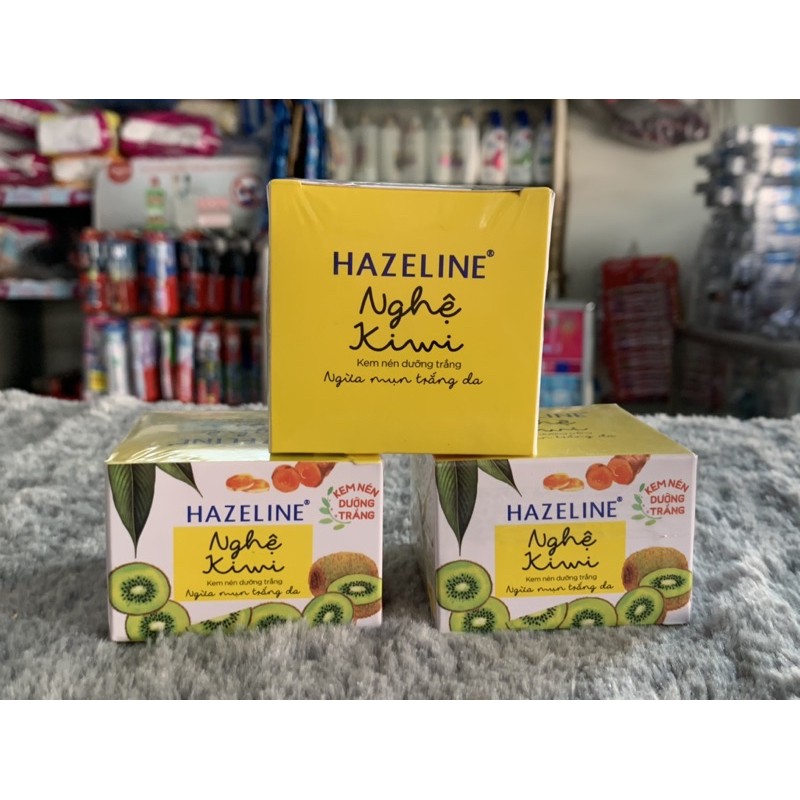 HAZELINE®
Nghệ
Kiwi
Kem nén dưỡng trắng
Ngừa mụn trắng da
HAZELINE®
Nghệ
Kiwi
Kem nén dưỡng trắng
Ngừa mụn trắng da
KEM NÉN
DƯỠNG
TRẮNG
HAZELINE®
Nghệ
Kiwi
Kem nén dưỡng trắng
Ngừa mụn trắng da
KEM NÉN
DƯỠNG
TRẮNG